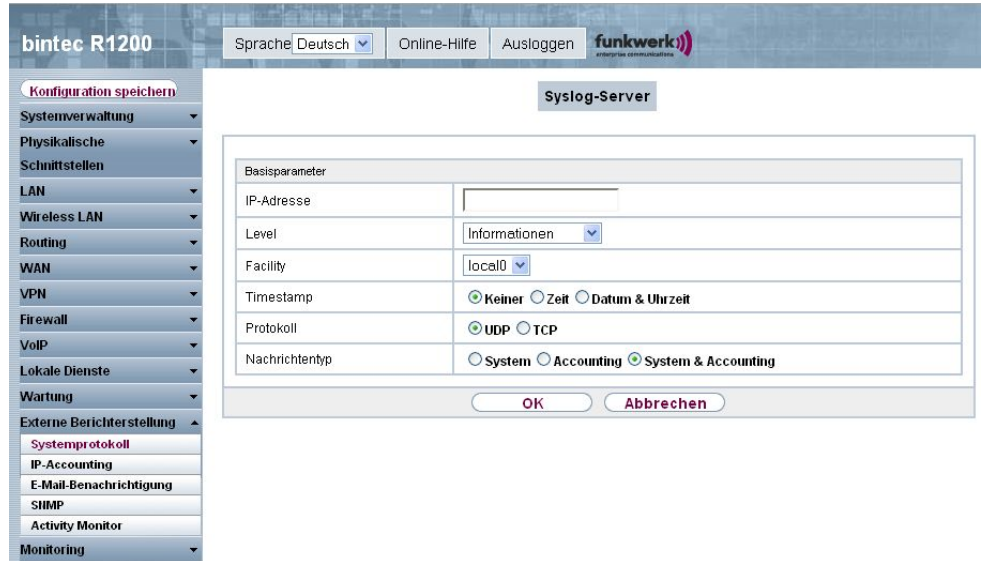 bintec R1200
Sprache Deutsch
Online-Hilfe
Ausloggen
funkwerk
enterprise communications
Konfiguration speichern
Systemverwaltung
Physikalische
Schnittstellen
LAN
Wireless LAN
Routing
WAN
VPN
Firewall
VoIP
Lokale Dienste
Wartung
Externe Berichterstellung
Systemprotokoll
IP-Accounting
E-Mail-Benachrichtigung
SNMP
Activity Monitor
Monitoring
Syslog-Server
Basisparameter
IP-Adresse
Level Informationen
Facility local0
Timestamp Keiner Zeit Datum & Uhrzeit
Protokoll UDP TCP
Nachrichtentyp System Accounting System & Accounting
OK Abbrechen